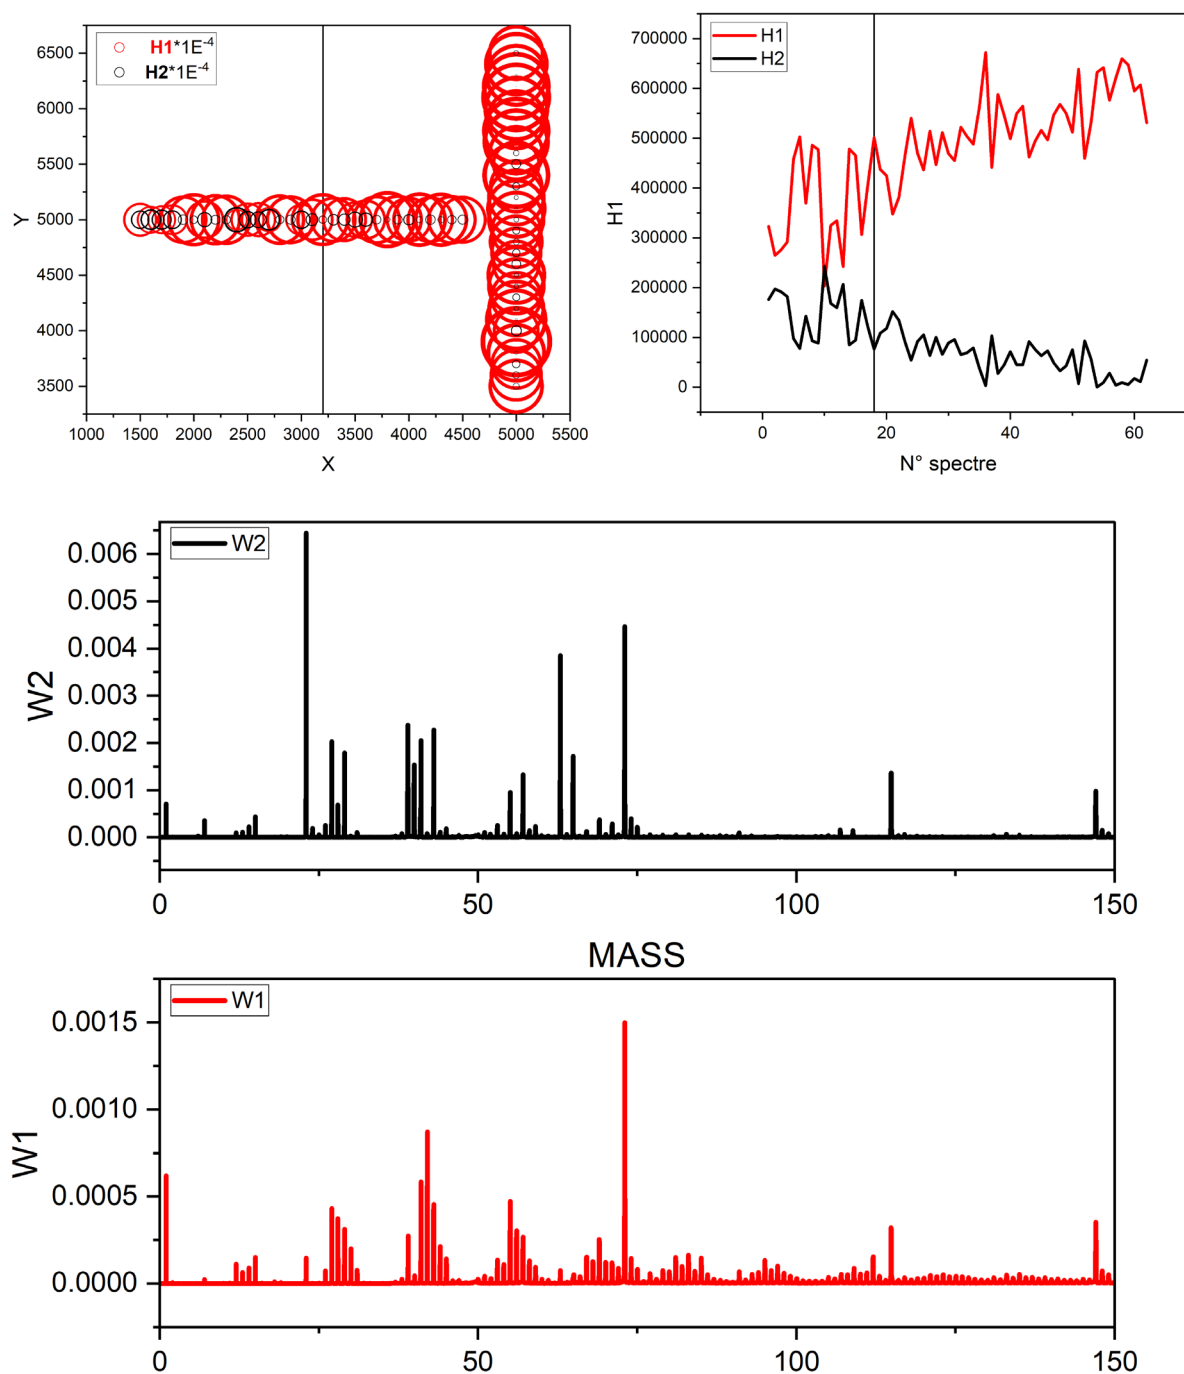 H1*1E-4
H2*1E-4
6500
6000
5500
5000
4500
4000
3500
Y
1000 1500 2000 2500 3000 3500 4000 4500 5000 5500
X
H1
H2
700000
600000
500000
400000
300000
200000
100000
0
H1
0 20 40 60
N° spectre
W2
0.006
0.005
0.004
0.003
0.002
0.001
0.000
W2
0 50 100 150
MASS
W1
0.0015
0.0010
0.0005
0.0000
W1
0 50 100 150